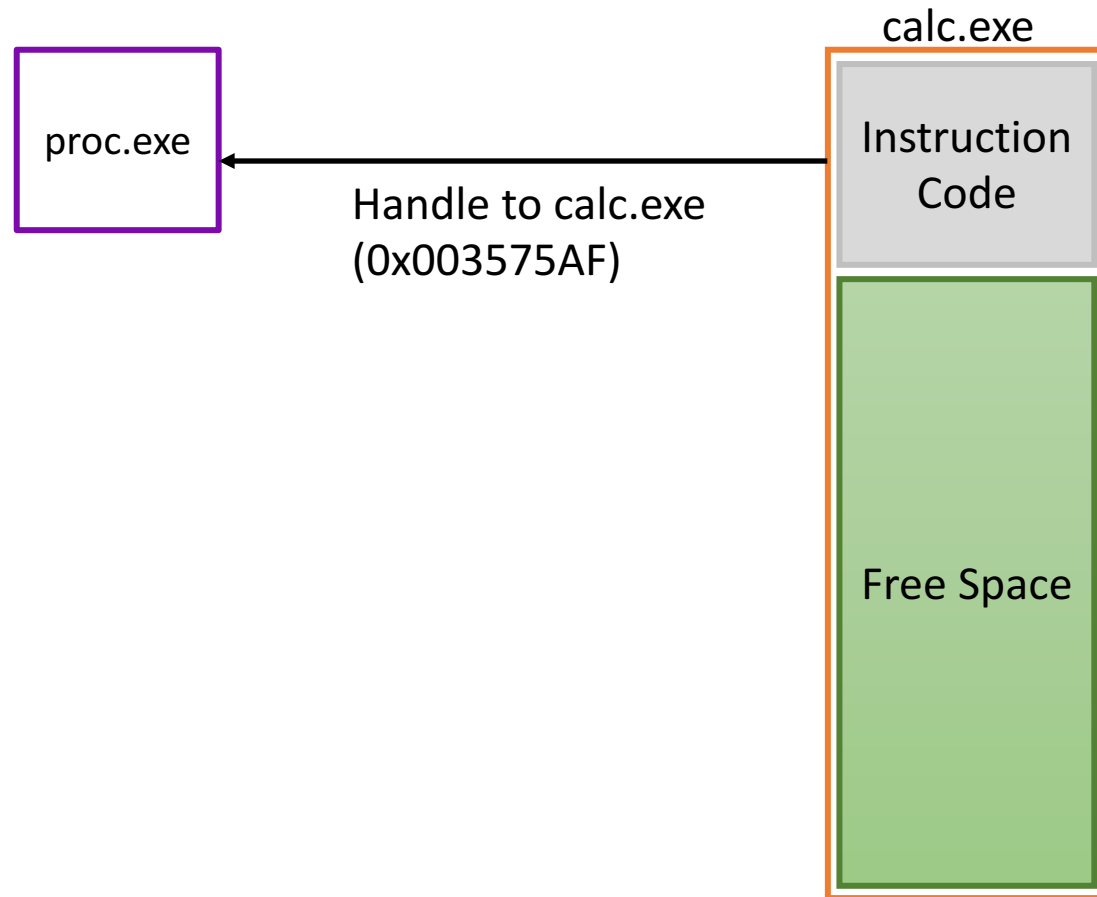 calc.exe
proc.exe
Instruction
Code
Handle to calc.exe
(0x003575AF)
Free Space